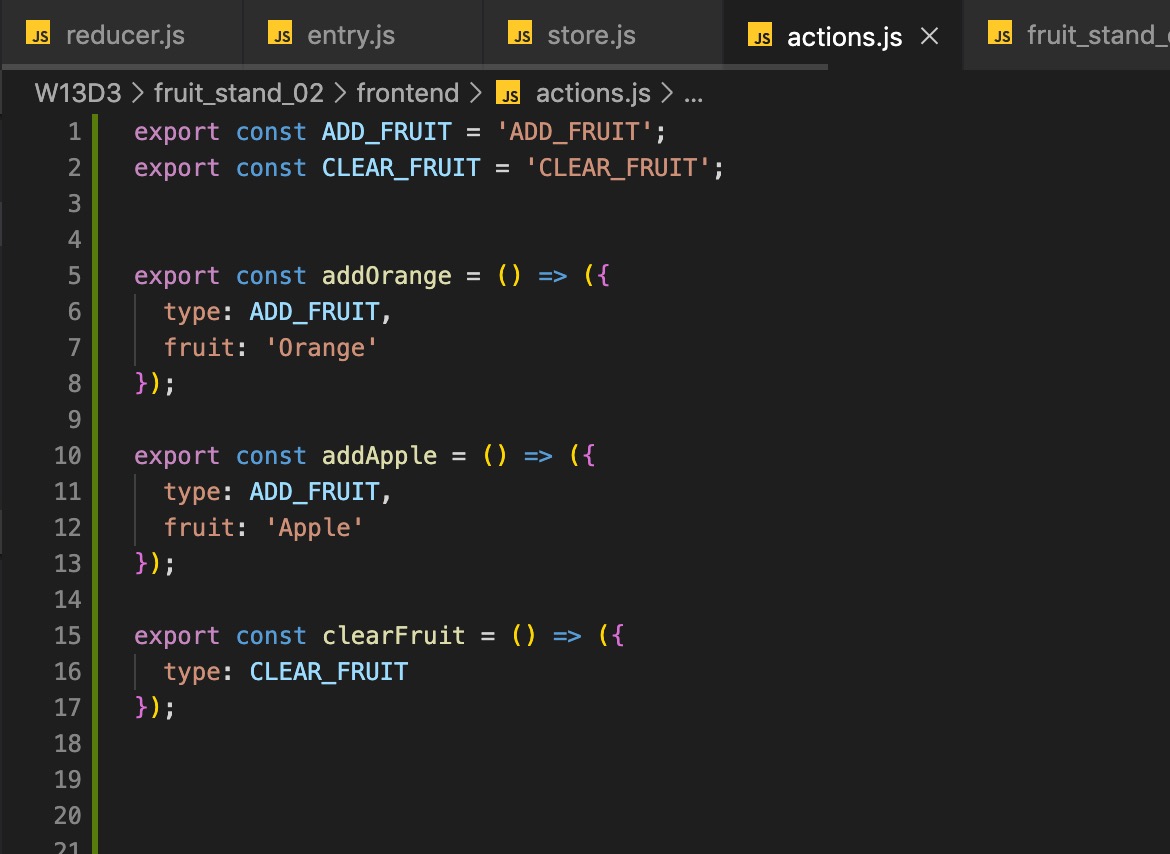 JS reducer.js JS entry.js JS store.js JS actions.js × JS fruit_stand_
W13D3 > fruit_stand_02 > frontend > JS actions.js > ...
1 export const ADD_FRUIT = 'ADD_FRUIT';
2 export const CLEAR_FRUIT = 'CLEAR_FRUIT';
3
4
5 export const addOrange = () => ({
6   type: ADD_FRUIT,
7   fruit: 'Orange'
8 });
9
10 export const addApple = () => ({
11   type: ADD_FRUIT,
12   fruit: 'Apple'
13 });
14
15 export const clearFruit = () => ({
16   type: CLEAR_FRUIT
17 });
18
19
20
21